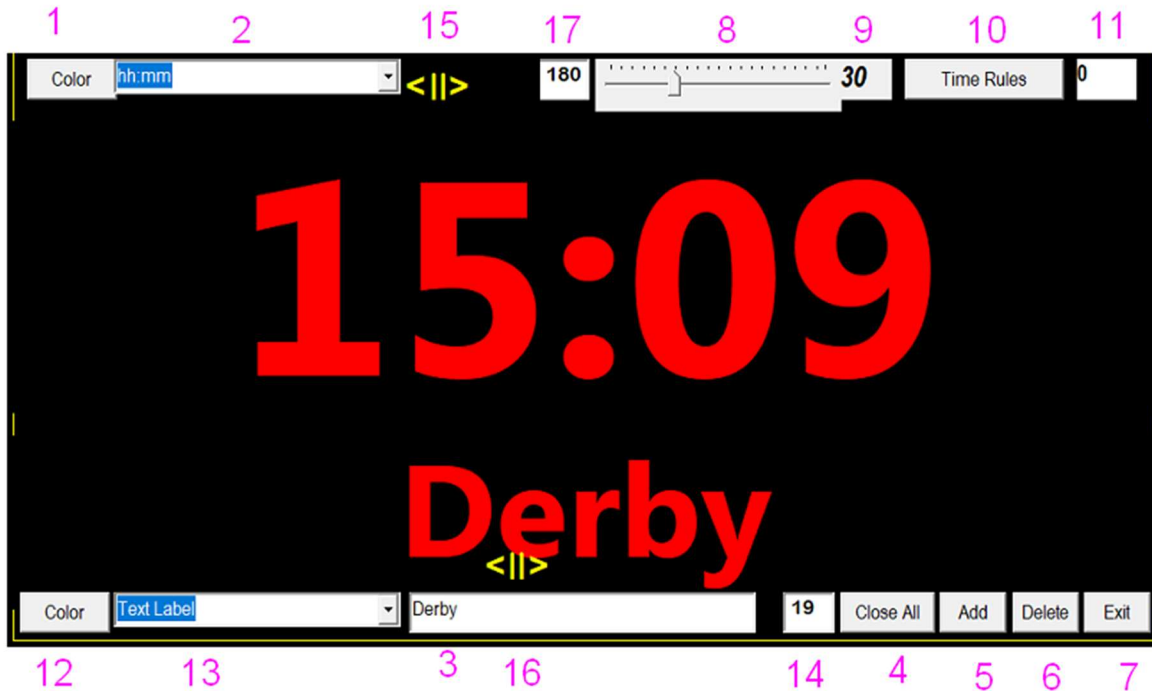 1 2 15 17 8 9 10 11
Color hh:mm <||> 180 30 Time Rules 0
15:09
Derby
<||>
Color Text Label Derby 19 Close All Add Delete Exit
12 13 3 16 14 4 5 6 7